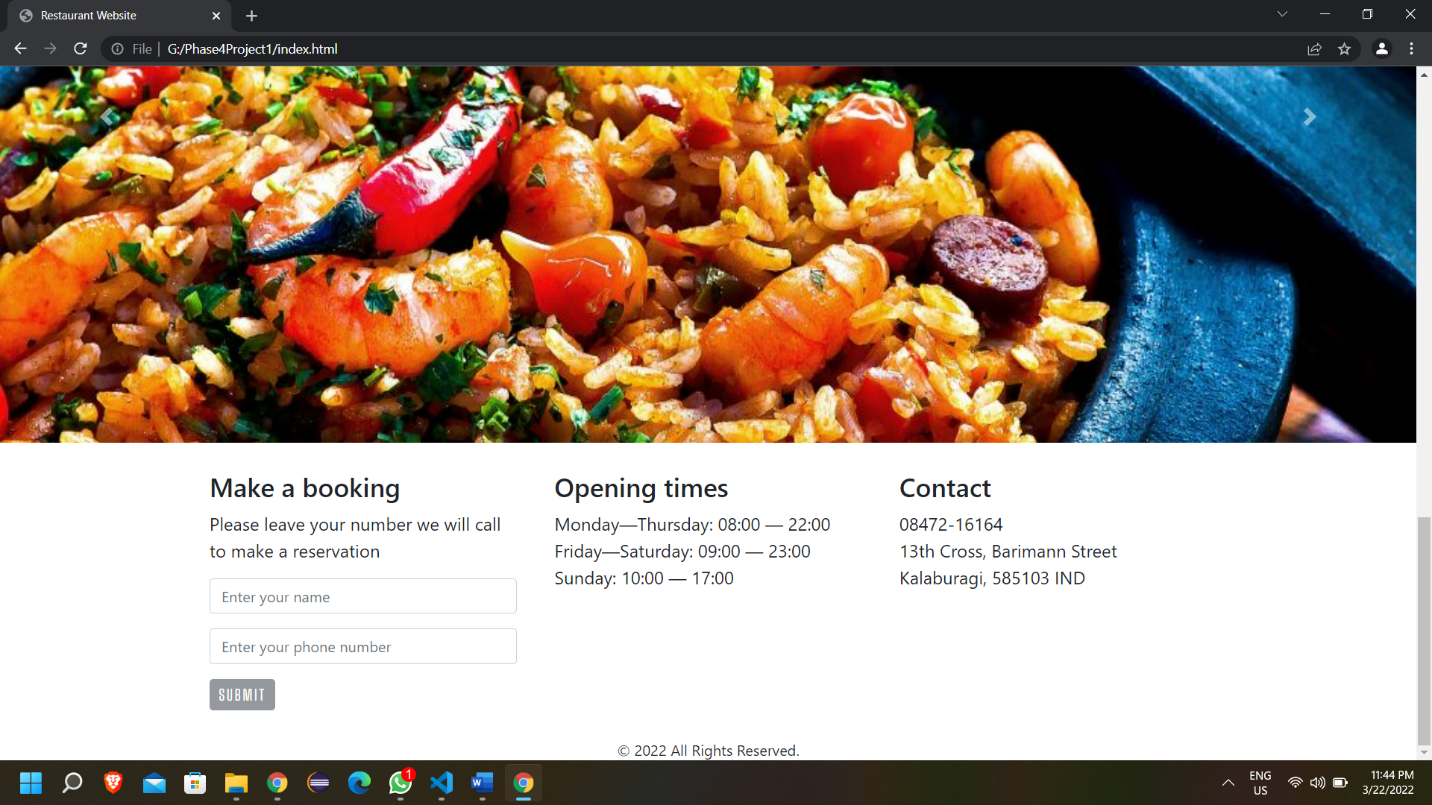 Restaurant Website
File | G:/Phase4Project1/index.html
Make a booking
Please leave your number we will call
to make a reservation
Enter your name
Enter your phone number
SUBMIT
Opening times
Monday—Thursday: 08:00 — 22:00
Friday—Saturday: 09:00 — 23:00
Sunday: 10:00 — 17:00
Contact
08472-16164
13th Cross, Barimann Street
Kalaburagi, 585103 IND
© 2022 All Rights Reserved.
1
ENG
US
11:44 PM
3/22/2022